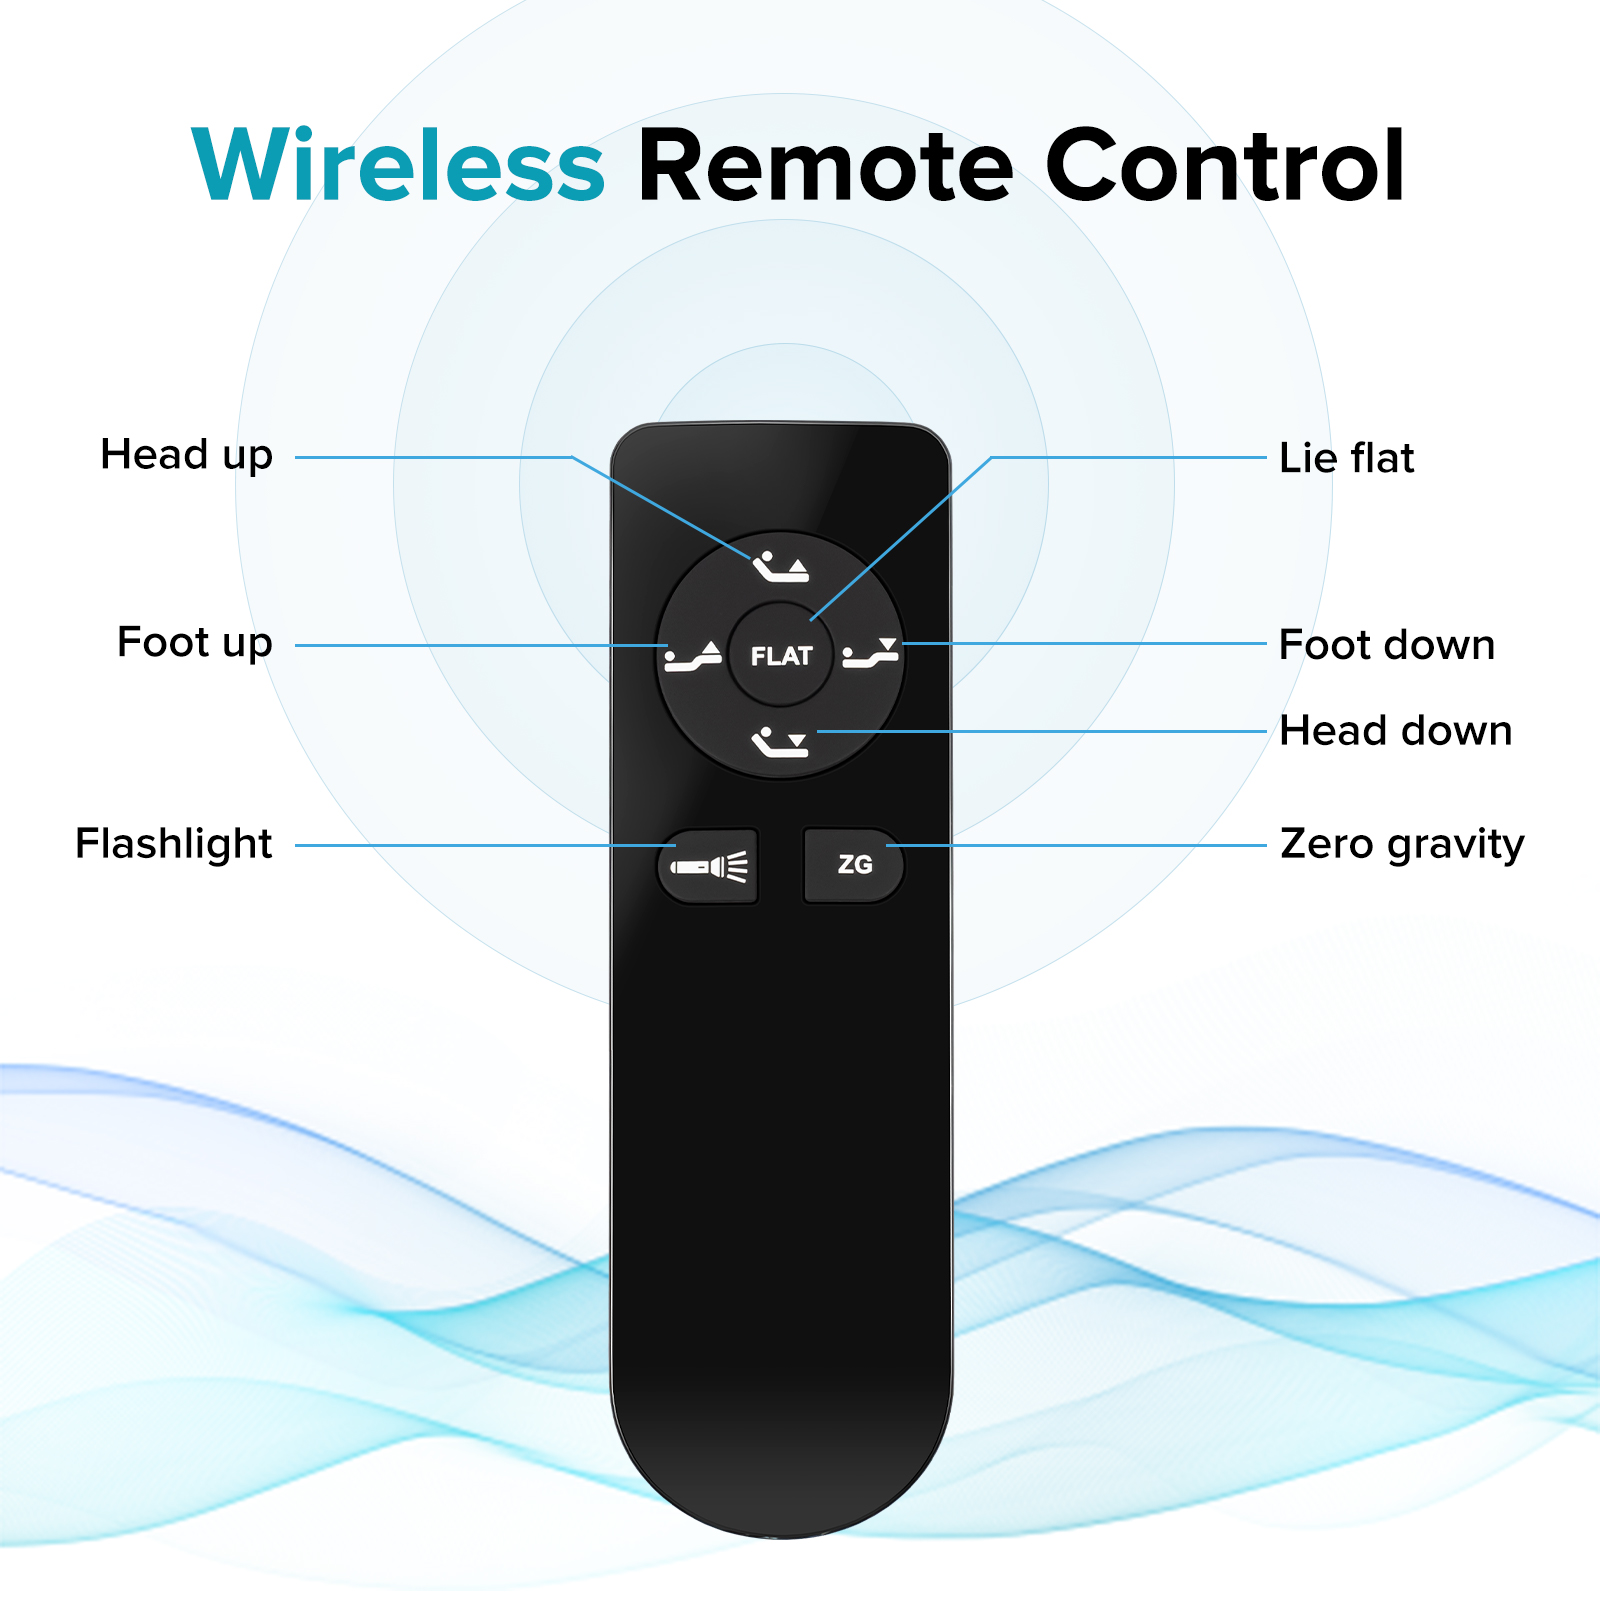 Wireless Remote Control
Head up
Lie flat
Foot up
FLAT
Foot down
Head down
Flashlight
ZG
Zero gravity